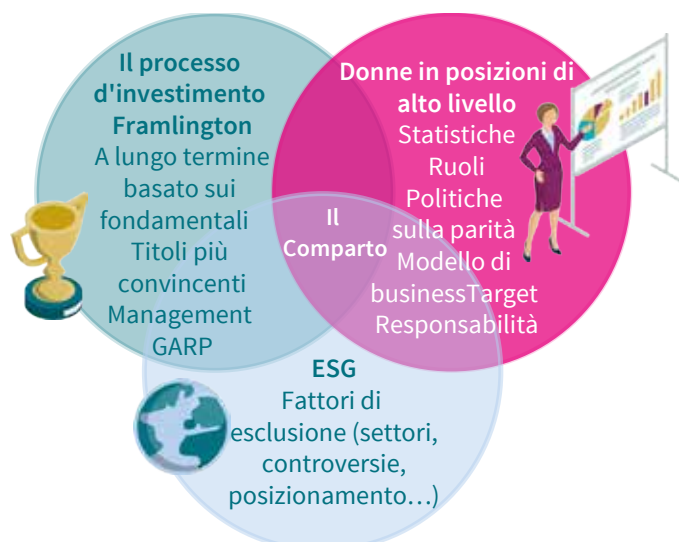 Il processo
d'investimento
Framlington
A lungo termine
basato sui
fondamentali
Titoli più
convincenti
Management
GARP
Donne in posizioni di
alto livello
Statistiche
Ruoli
Politiche
sulla parità
Modello di
businessTarget
Responsabilità
Il
Comparto
ESG
Fattori di
esclusione (settori,
controversie,
posizionamento…)